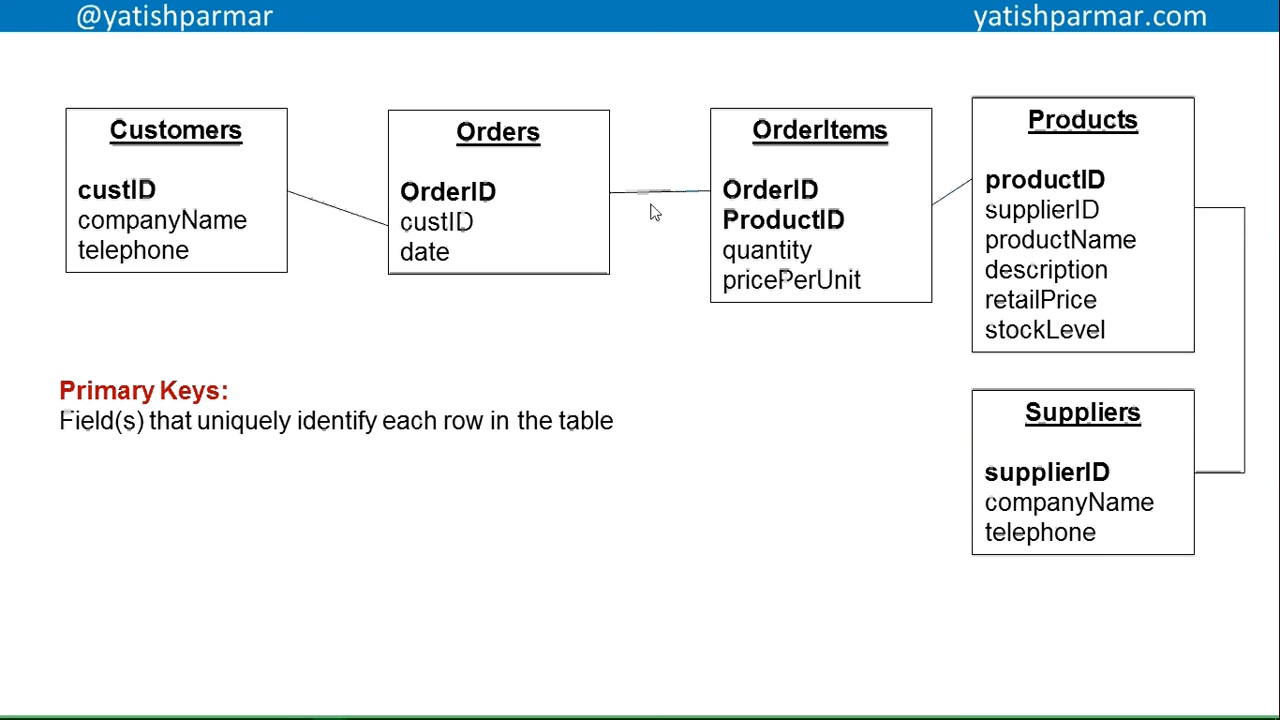 @yatishparmar
yatishparmar.com
Customers
custID
companyName
telephone
Orders
OrderID
custID
date
OrderItems
OrderID
ProductID
quantity
pricePerUnit
Products
productID
supplierID
productName
description
retailPrice
stockLevel
Primary Keys:
Field(s) that uniquely identify each row in the table
Suppliers
supplierID
companyName
telephone